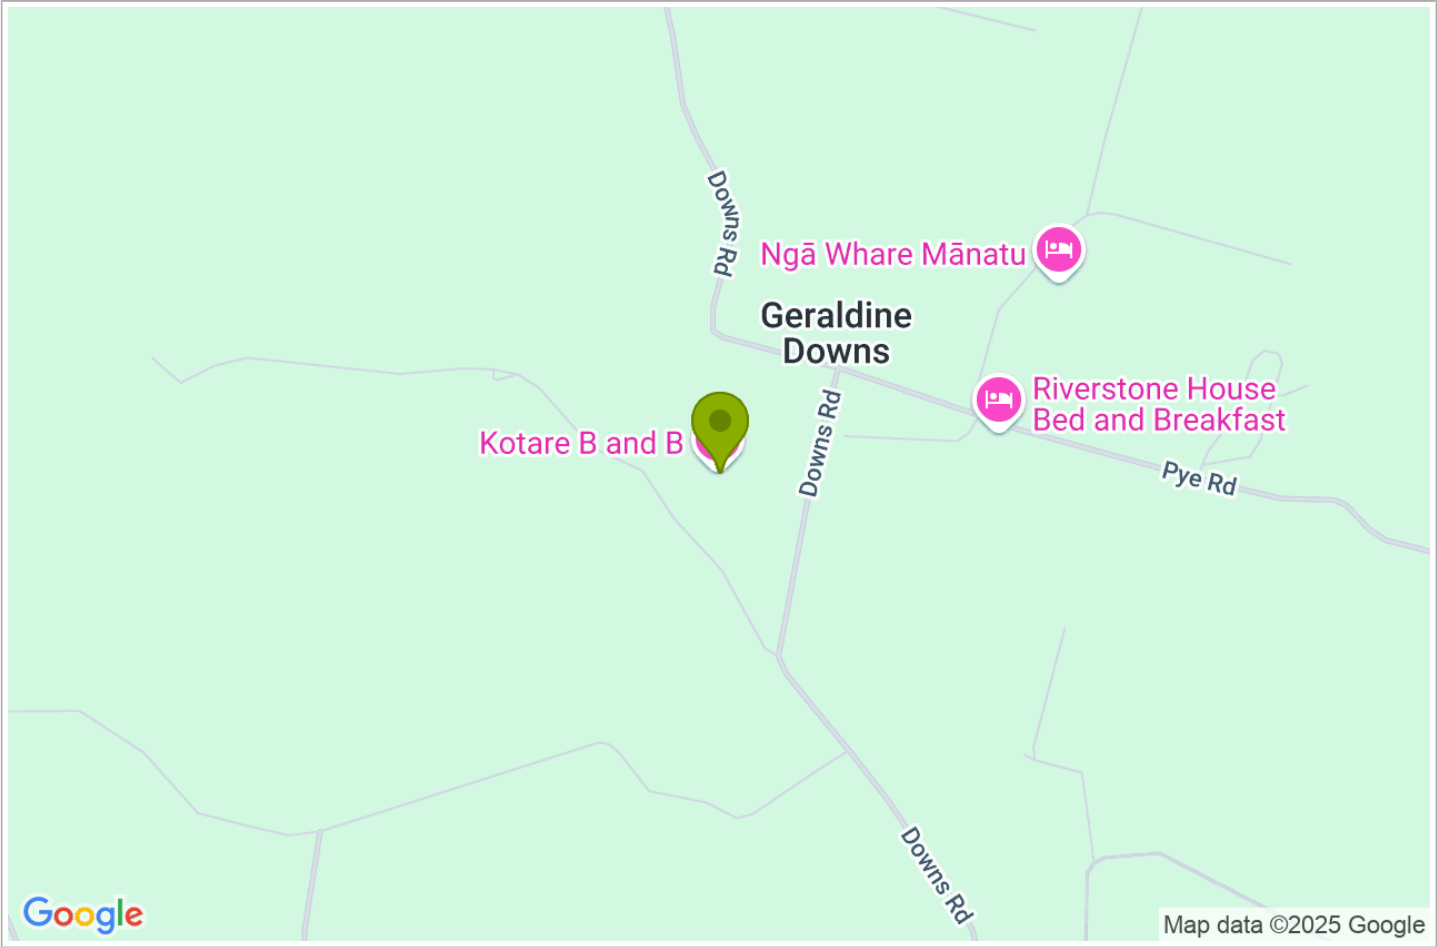 Downs Rd
Ngā Whare Mānatu
Geraldine
Downs
Riverstone House
Bed and Breakfast
Kotare B and B
Downs Rd
Pye Rd
Downs Rd
Google
Map data ©2025 Google